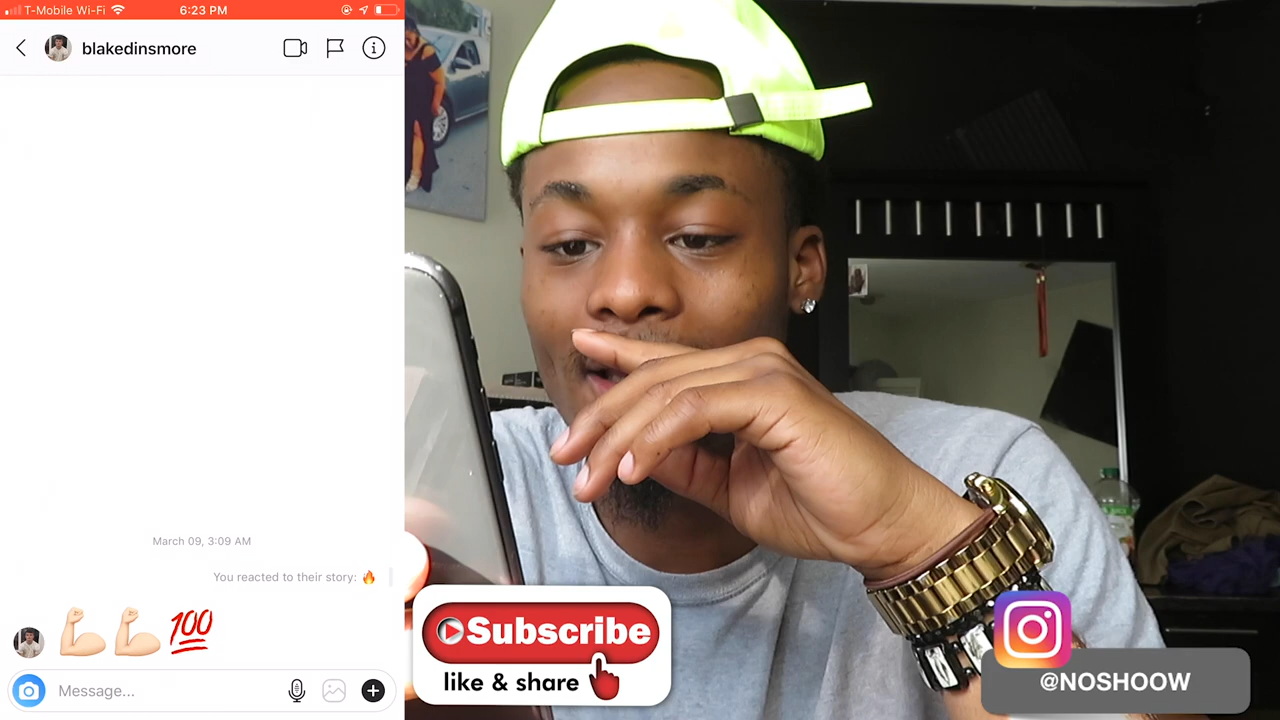 T-Mobile Wi-Fi
6:23 PM
blakedinsmore
March 09, 3:09 AM
You reacted to their story: 🔥
💪🏻💪🏻💯
Message...
Subscribe
like & share
@NOSHOOW